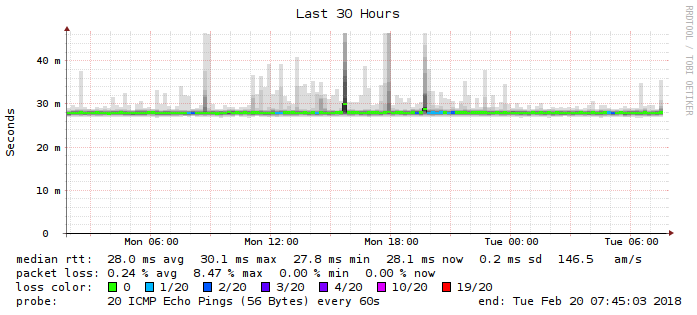 Last 30 Hours
RRDTOOL / TOBI OETIKER
Seconds
40 m
30 m
20 m
10 m
0
Mon 06:00 Mon 12:00 Mon 18:00 Tue 00:00 Tue 06:00
median rtt: 28.0 ms avg 30.1 ms max 27.8 ms min 28.1 ms now 0.2 ms sd 146.5 am/s
packet loss: 0.24 % avg 8.47 % max 0.00 % min 0.00 % now
loss color: 0 1/20 2/20 3/20 4/20 10/20 19/20
probe: 20 ICMP Echo Pings (56 Bytes) every 60s end: Tue Feb 20 07:45:03 2018